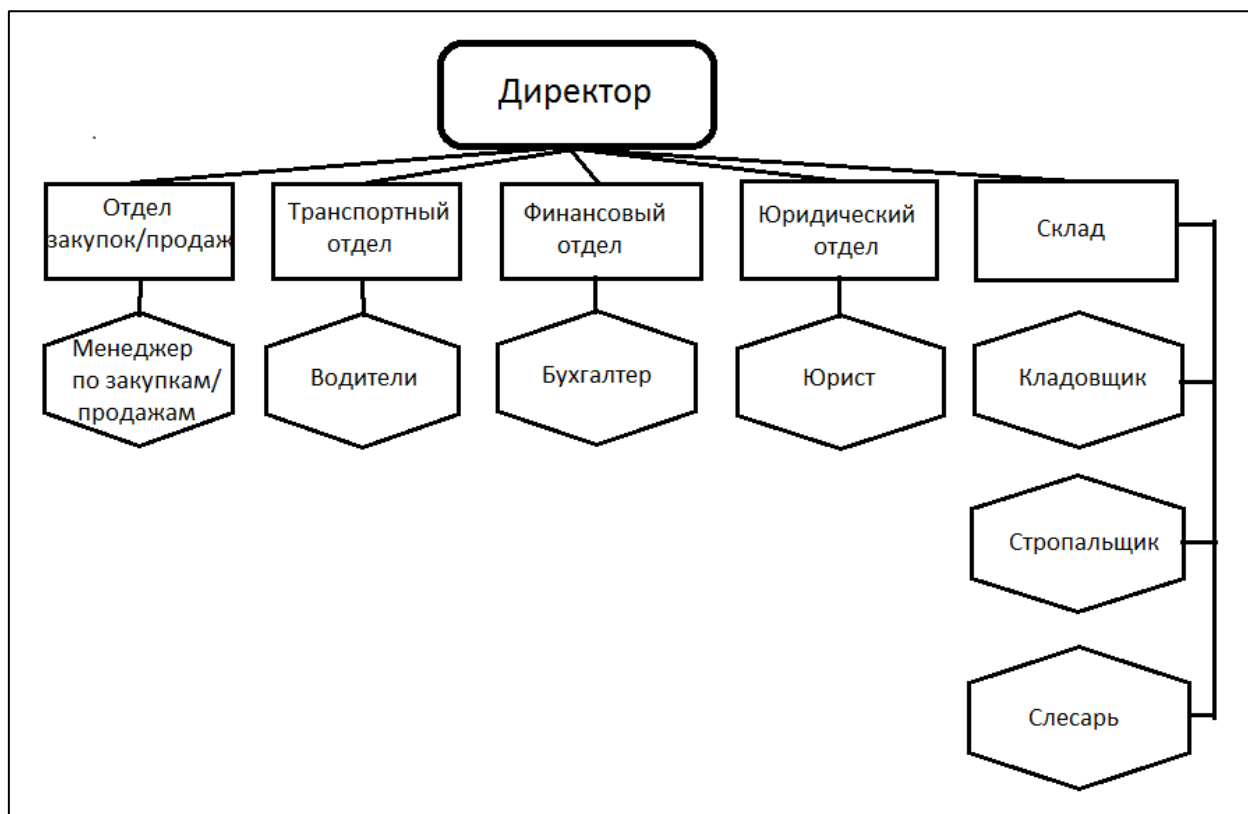 Директор
Отдел
закупок/продаж
Транспортный
отдел
Финансовый
отдел
Юридический
отдел
Склад
Менеджер
по закупкам/
продажам
Водители
Бухгалтер
Юрист
Кладовщик
Стропальщик
Слесарь